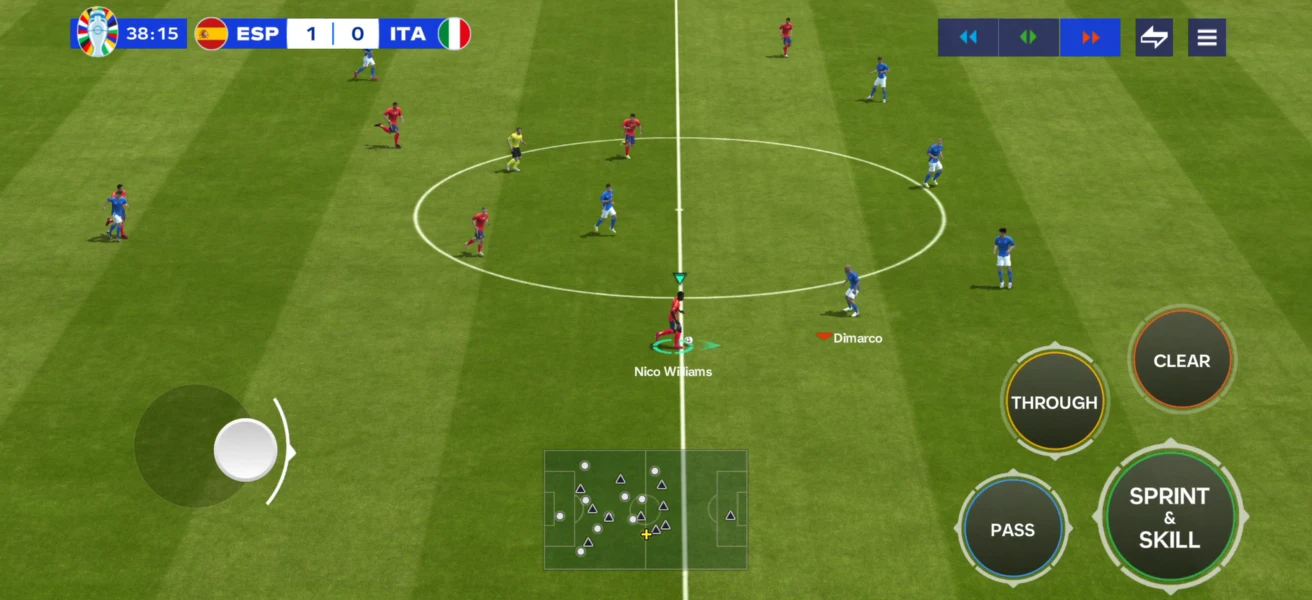 38:15 ESP 1 0 ITA
Dimarco
Nico Williams
CLEAR
THROUGH
SPRINT
&
SKILL
PASS